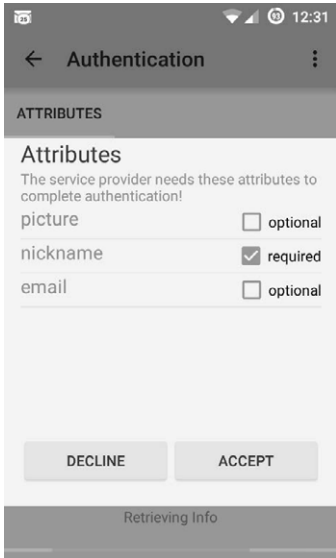 12:31
Authentication
ATTRIBUTES
Attributes
The service provider needs these attributes to
complete authentication!
picture optional
nickname required
email optional
DECLINE ACCEPT
Retrieving Info